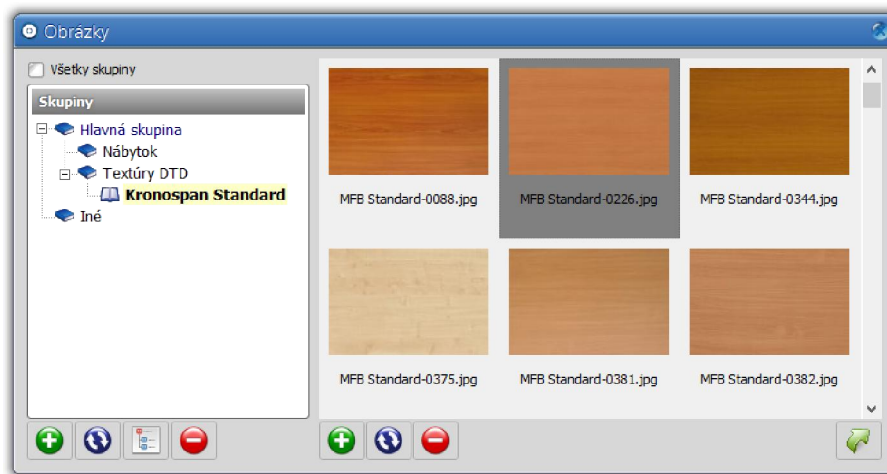 Obrázky
Všetky skupiny
Skupiny
Hlavná skupina
Nábytok
Textúry DTD
Kronospan Standard
Iné
MFB Standard-0088.jpg
MFB Standard-0226.jpg
MFB Standard-0344.jpg
MFB Standard-0375.jpg
MFB Standard-0381.jpg
MFB Standard-0382.jpg